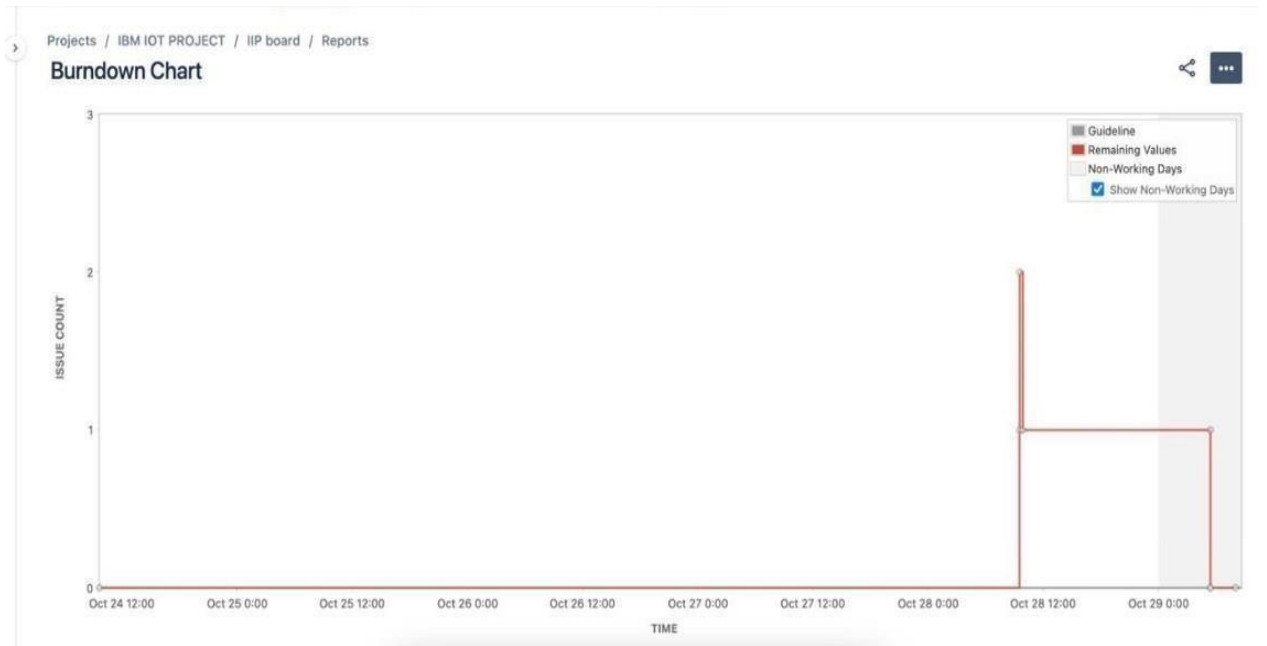 Projects / IBM IOT PROJECT / IIP board / Reports
Burndown Chart
Guideline
Remaining Values
Non-Working Days
Show Non-Working Days
ISSUE COUNT
3
2
1
0
Oct 24 12:00 Oct 25 0:00 Oct 25 12:00 Oct 26 0:00 Oct 26 12:00 Oct 27 0:00 Oct 27 12:00 Oct 28 0:00 Oct 28 12:00 Oct 29 0:00
TIME